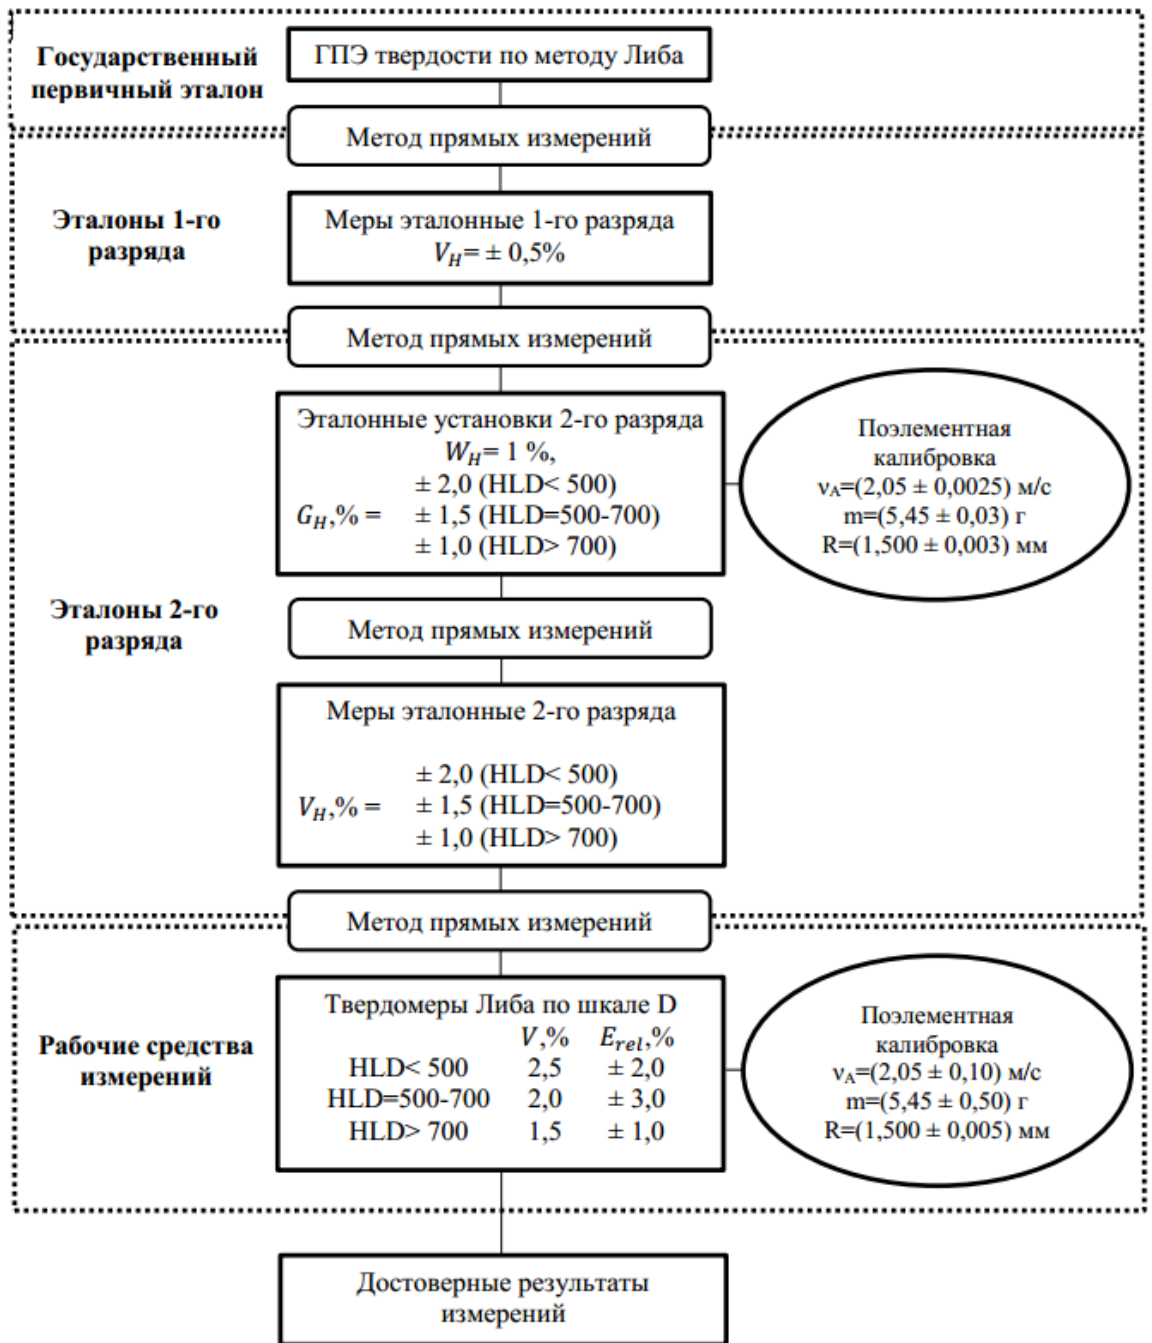 Государственный
первичный эталон
ГПЭ твердости по методу Либа
Метод прямых измерений
Эталоны 1-го
разряда
Меры эталонные 1-го разряда
V_H= ± 0,5%
Метод прямых измерений
Эталоны 2-го
разряда
Эталонные установки 2-го разряда
W_H= 1 %,
± 2,0 (HLD< 500)
G_H,% = ± 1,5 (HLD=500-700)
± 1,0 (HLD> 700)
Поэлементная
калибровка
ν_A=(2,05 ± 0,0025) м/с
m=(5,45 ± 0,03) г
R=(1,500 ± 0,003) мм
Метод прямых измерений
Меры эталонные 2-го разряда
± 2,0 (HLD< 500)
V_H,% = ± 1,5 (HLD=500-700)
± 1,0 (HLD> 700)
Метод прямых измерений
Рабочие средства
измерений
Твердомеры Либа по шкале D
V,% E_rel,%
HLD< 500 2,5 ± 2,0
HLD=500-700 2,0 ± 3,0
HLD> 700 1,5 ± 1,0
Поэлементная
калибровка
ν_A=(2,05 ± 0,10) м/с
m=(5,45 ± 0,50) г
R=(1,500 ± 0,005) мм
Достоверные результаты
измерений